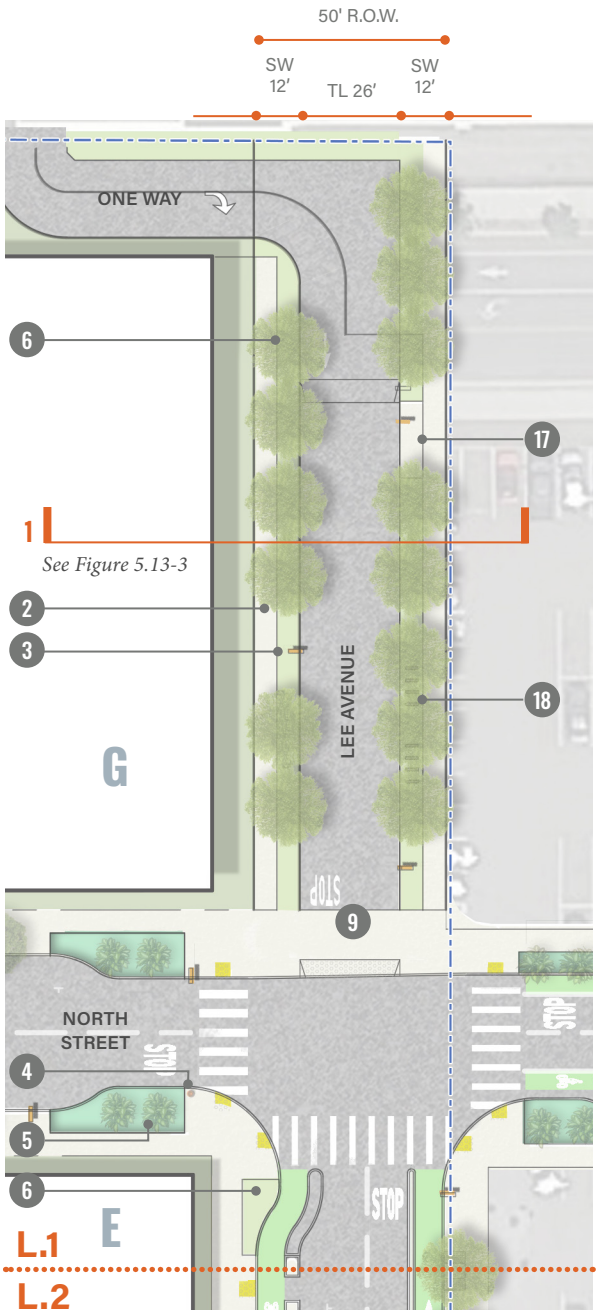 50' R.O.W.
SW
12'
TL 26'
SW
12'
ONE WAY
6
17
1
See Figure 5.13-3
2
3
LEE AVENUE
18
G
STOP
9
NORTH
STREET
STOP
STOP
4
5
6
STOP
E
L.1
L.2